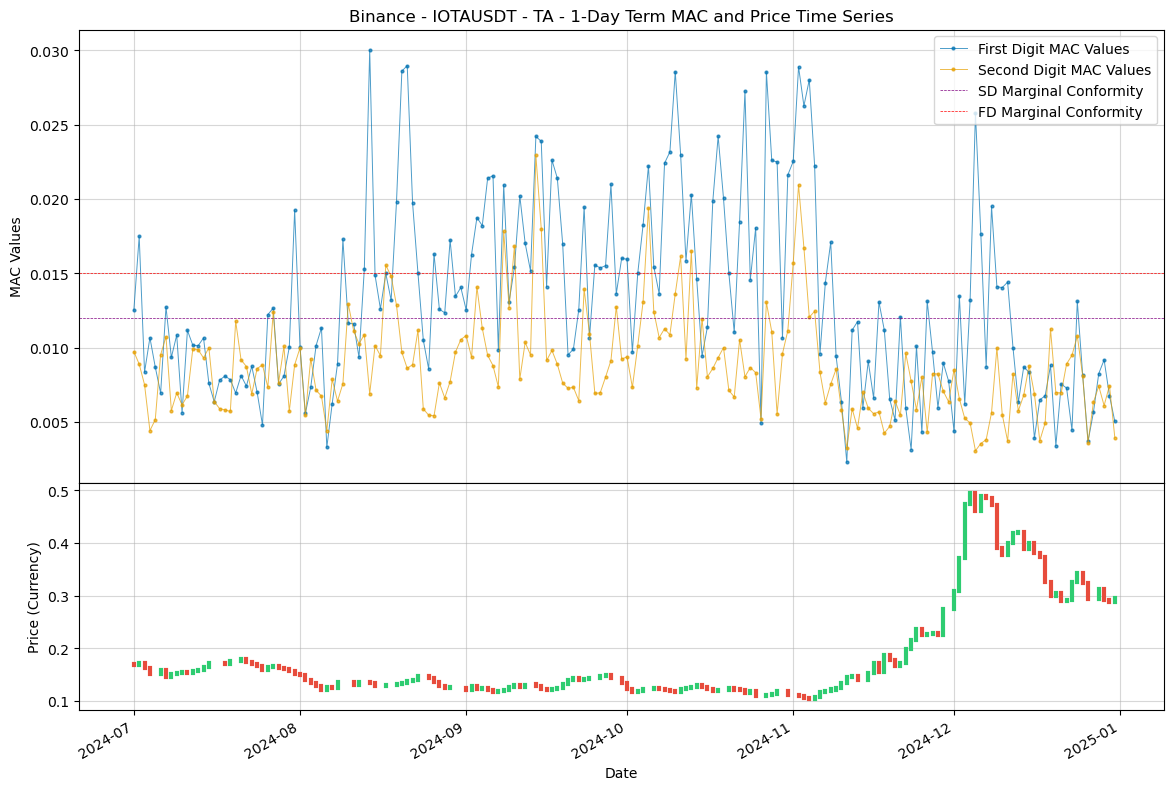 Binance - IOTAUSDT - TA - 1-Day Term MAC and Price Time Series
First Digit MAC Values
Second Digit MAC Values
SD Marginal Conformity
FD Marginal Conformity
MAC Values
0.030
0.025
0.020
0.015
0.010
0.005
Price (Currency)
0.5
0.4
0.3
0.2
0.1
2024-07
2024-08
2024-09
2024-10
2024-11
2024-12
2025-01
Date